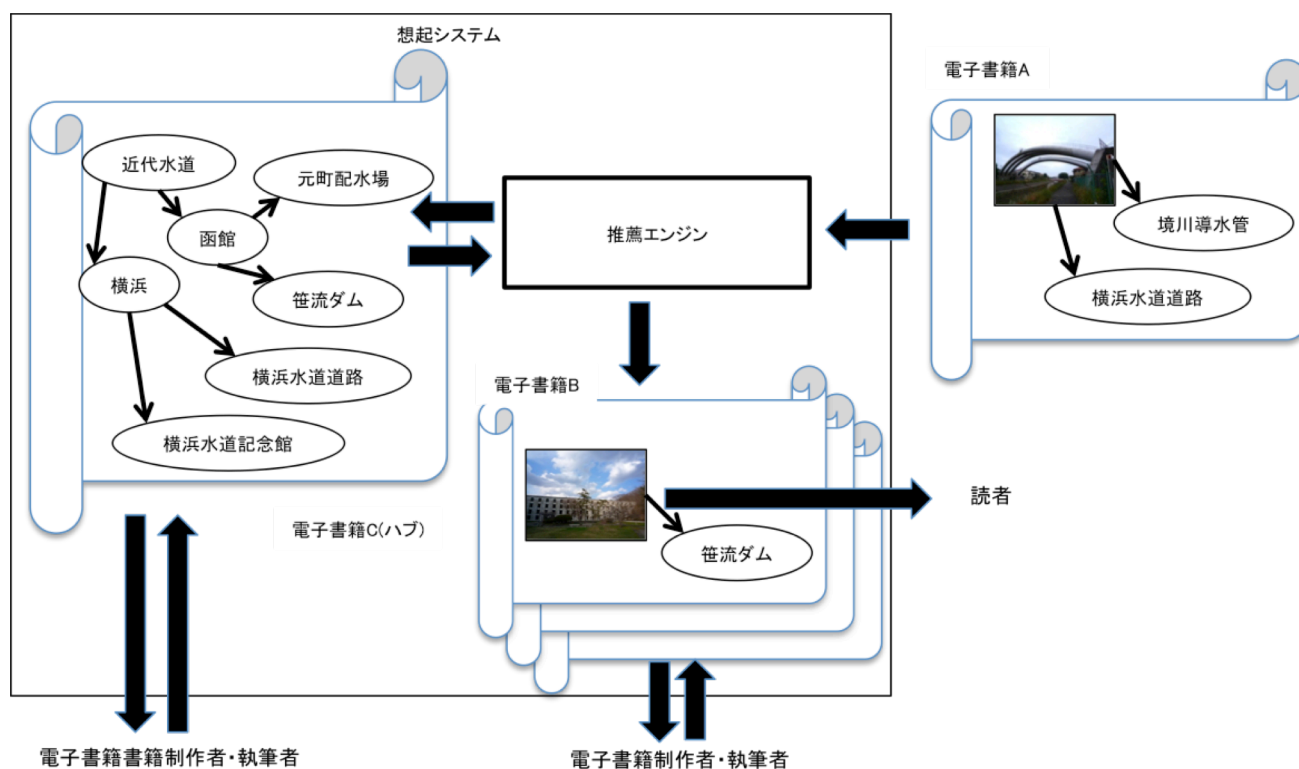 想起システム
電子書籍A
近代水道
元町配水場
函館
推薦エンジン
境川導水管
横浜
笹流ダム
横浜水道道路
横浜水道道路
電子書籍B
横浜水道記念館
読者
電子書籍C(ハブ)
笹流ダム
電子書籍書籍制作者・執筆者
電子書籍制作者・執筆者